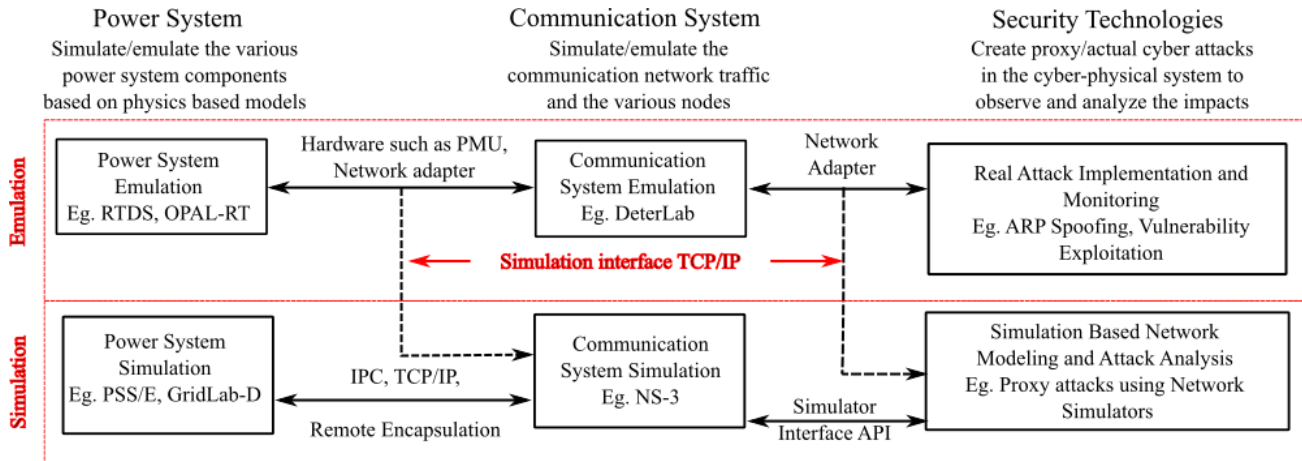 Power System
Simulate/emulate the various
power system components
based on physics based models
Communication System
Simulate/emulate the
communication network traffic
and the various nodes
Security Technologies
Create proxy/actual cyber attacks
in the cyber-physical system to
observe and analyze the impacts
Emulation
Power System
Emulation
Eg. RTDS, OPAL-RT
Hardware such as PMU,
Network adapter
Communication
System Emulation
Eg. DeterLab
Network
Adapter
Real Attack Implementation and
Monitoring
Eg. ARP Spoofing, Vulnerability
Exploitation
Simulation interface TCP/IP
Simulation
Power System
Simulation
Eg. PSS/E, GridLab-D
IPC, TCP/IP,
Remote Encapsulation
Communication
System Simulation
Eg. NS-3
Simulator
Interface API
Simulation Based Network
Modeling and Attack Analysis
Eg. Proxy attacks using Network
Simulators